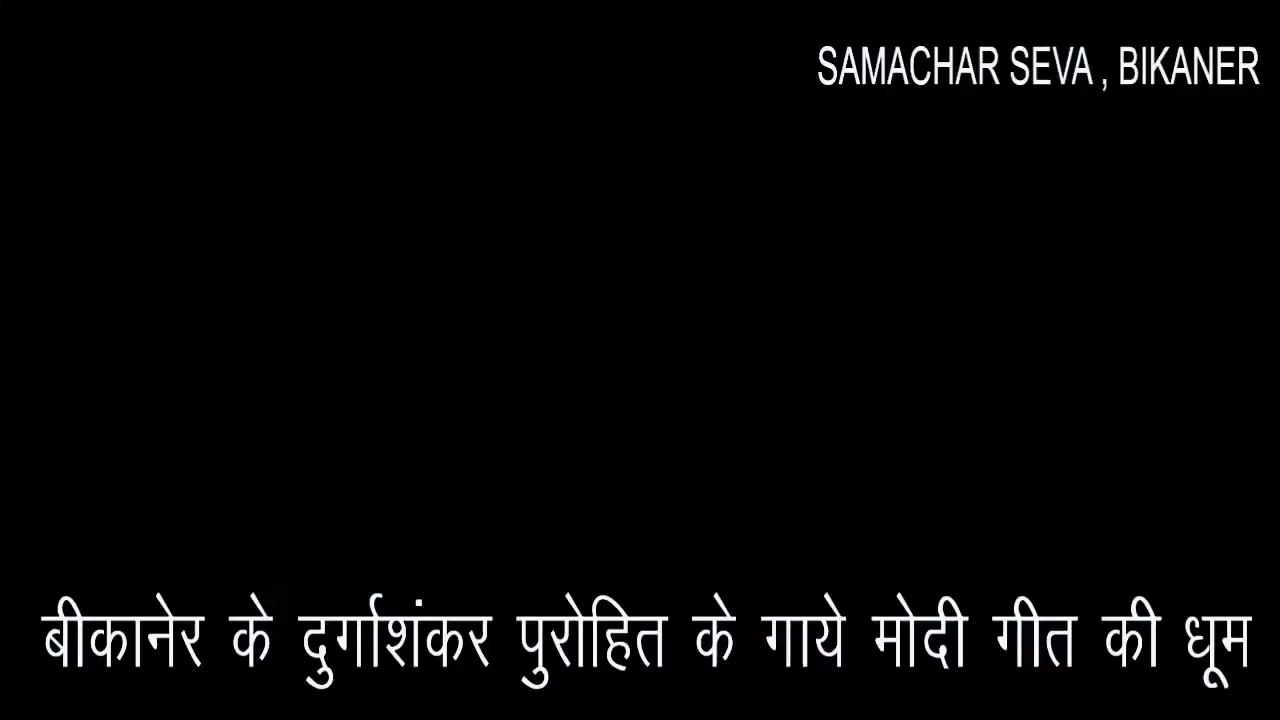 SAMACHAR SEVA , BIKANER
बीकानेर के दुर्गाशंकर पुरोहित के गाये मोदी गीत की धूम